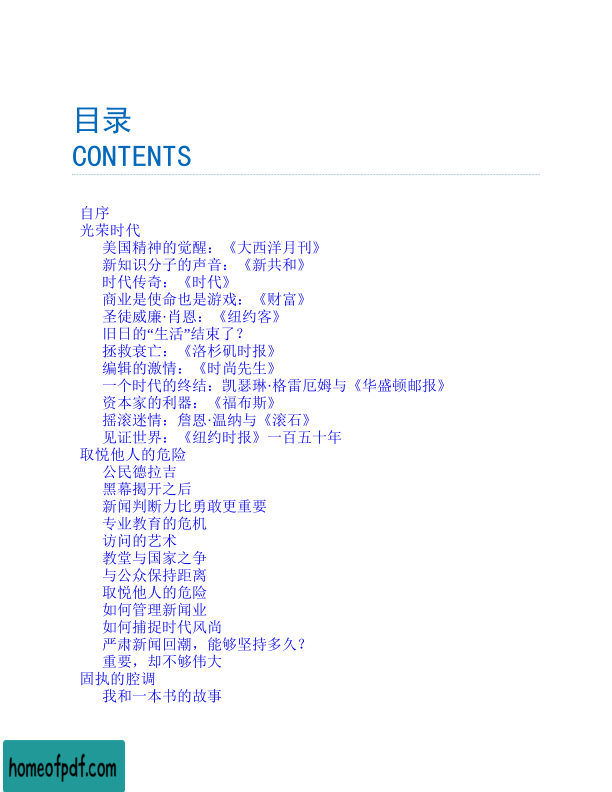 目录
CONTENTS
自序
光荣时代
美国精神的觉醒：《大西洋月刊》
新知识分子的声音：《新共和》
时代传奇：《时代》
商业是使命也是游戏：《财富》
圣徒威廉·肖恩：《纽约客》
旧日的“生活”结束了？
拯救衰亡：《洛杉矶时报》
编辑的激情：《时尚先生》
一个时代的终结：凯瑟琳·格雷厄姆与《华盛顿邮报》
资本家的利器：《福布斯》
摇滚迷情：詹恩·温纳与《滚石》
见证世界：《纽约时报》一百五十年
取悦他人的危险
公民德拉吉
黑幕揭开之后
新闻判断力比勇敢更重要
专业教育的危机
访问的艺术
教堂与国家之争
与公众保持距离
取悦他人的危险
如何管理新闻业
如何捕捉时代风尚
严肃新闻回潮，能够坚持多久？
重要，却不够伟大
固执的腔调
我和一本书的故事
homeofpdf.com